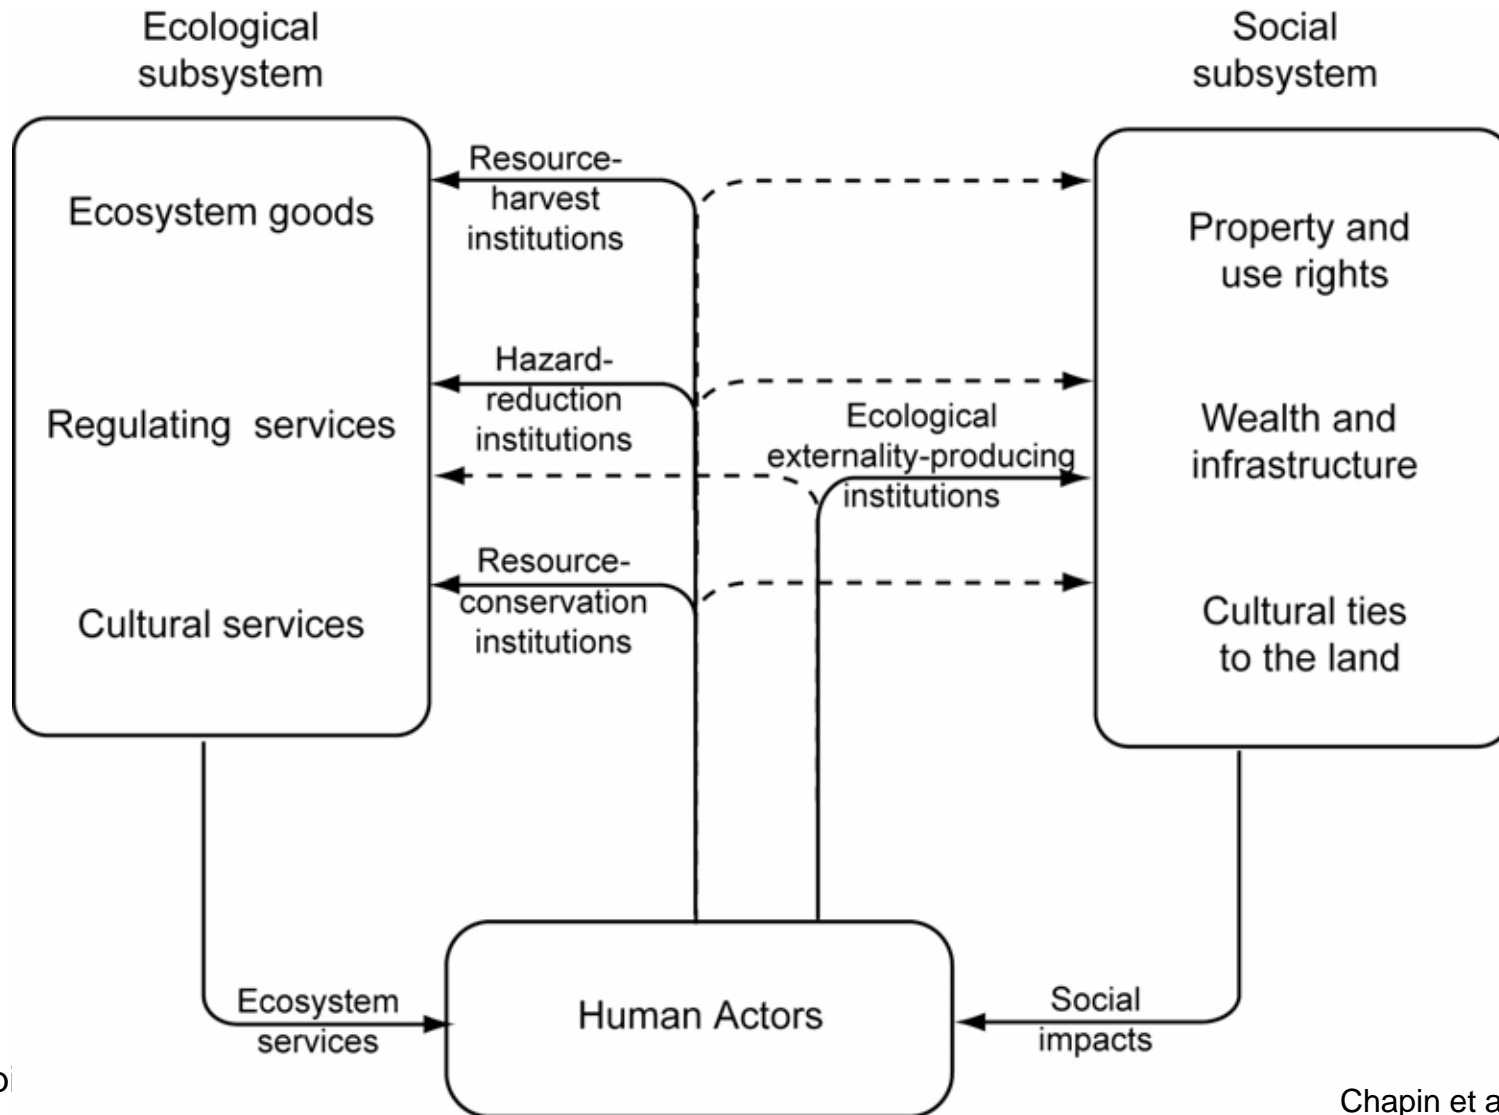 Ecological
subsystem
Social
subsystem
Ecosystem goods
Regulating services
Cultural services
Resource-
harvest
institutions
Hazard-
reduction
institutions
Resource-
conservation
institutions
Ecological
externality-producing
institutions
Property and
use rights
Wealth and
infrastructure
Cultural ties
to the land
Ecosystem
services
Human Actors
Social
impacts
Chapin et